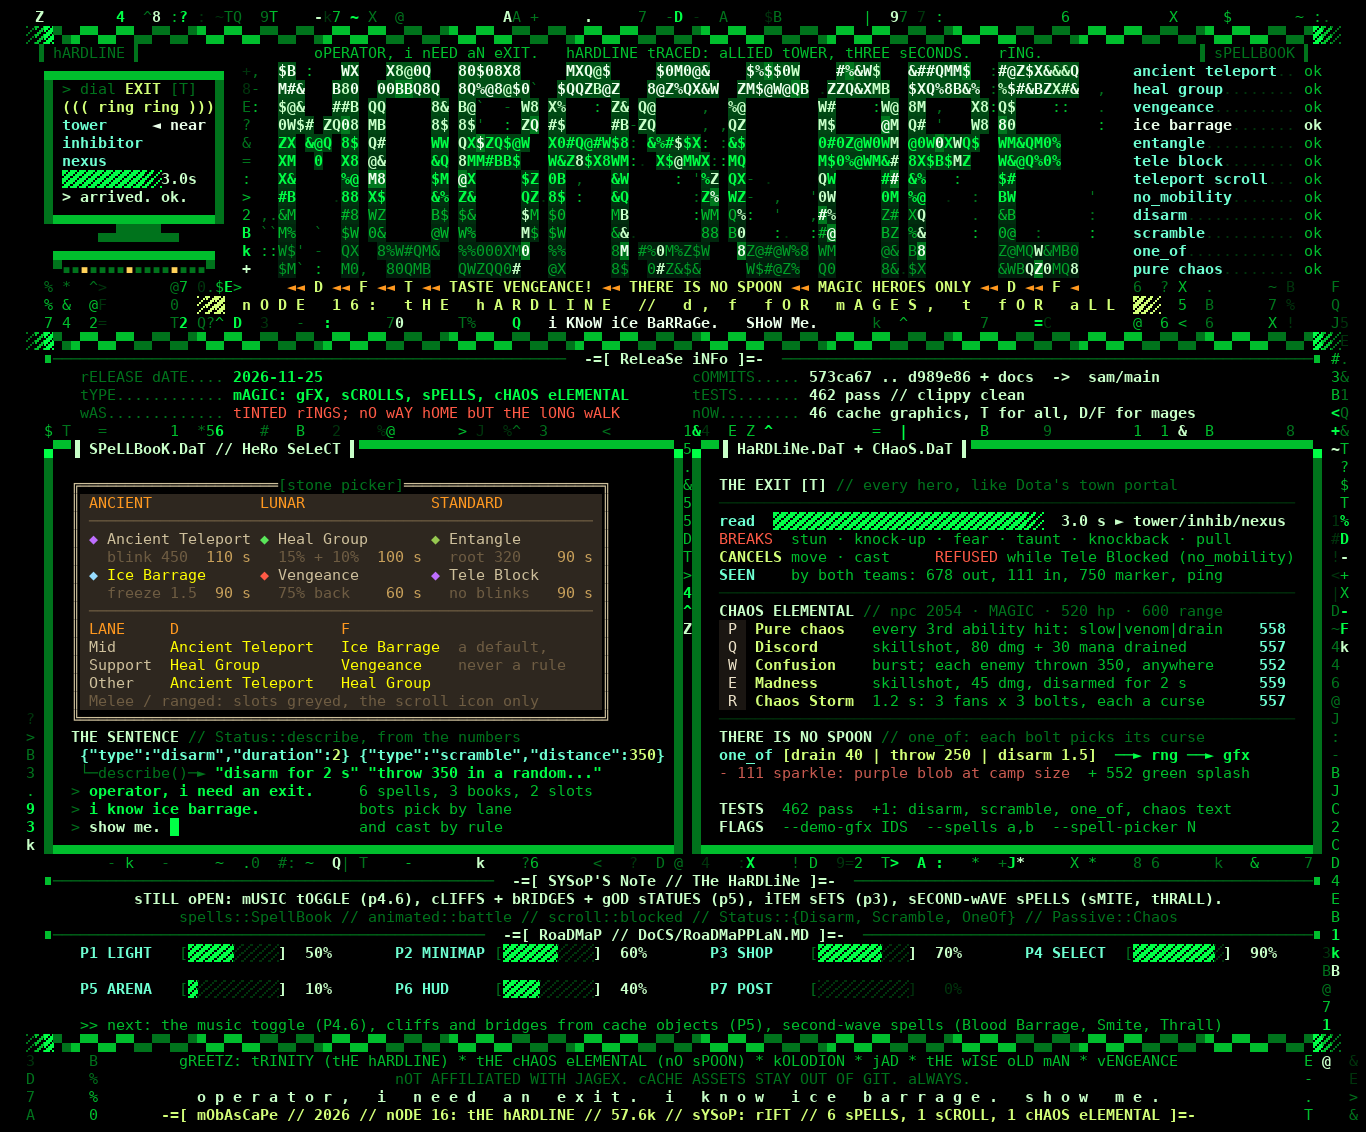 hARDLINE
oPERATOR, i nEED aN eXIT.   hARDLINE tRACED: aLLIED tOWER, tHREE sECONDS.   rING.
sPELLBOOK
> dial EXIT [T]
((( ring ring )))
tower     ◄ near
inhibitor
nexus
3.0s
> arrived. ok.
ancient teleport.. ok
heal group........ ok
vengeance......... ok
ice barrage....... ok
entangle.......... ok
tele block........ ok
teleport scroll... ok
no_mobility....... ok
disarm............ ok
scramble.......... ok
one_of............ ok
pure chaos........ ok
◄◄ D ◄◄ F ◄◄ T ◄◄ TASTE VENGEANCE! ◄◄ THERE IS NO SPOON ◄◄ MAGIC HEROES ONLY ◄◄ D ◄◄ F ◄
n O D E   1 6 :   t H E   h A R D L I N E   //   d ,   f   f O R   m A G E S ,   t   f O R   a L L
i KNoW iCe BaRRaGe.   SHoW Me.
-=[ ReLeaSe iNFo ]=-
rELEASE dATE.... 2026-11-25
tYPE............ mAGIC: gFX, sCROLLS, sPELLS, cHAOS eLEMENTAL
wAS............. tINTED rINGS; nO wAY hOME bUT tHE lONG wALK
cOMMITS..... 573ca67 .. d989e86 + docs  ->  sam/main
tESTS....... 462 pass // clippy clean
nOW......... 46 cache graphics, T for all, D/F for mages
SPeLLBooK.DaT // HeRo SeLeCT
[stone picker]
ANCIENT   LUNAR   STANDARD
◆ Ancient Teleport ◆ Heal Group   ◆ Entangle
blink 450  110 s   15% + 10%  100 s   root 320    90 s
◆ Ice Barrage   ◆ Vengeance   ◆ Tele Block
freeze 1.5  90 s   75% back    60 s   no blinks   90 s
LANE   D   F
Mid   Ancient Teleport   Ice Barrage  a default,
Support  Heal Group   Vengeance   never a rule
Other   Ancient Teleport   Heal Group
Melee / ranged: slots greyed, the scroll icon only
THE SENTENCE // Status::describe, from the numbers
{"type":"disarm","duration":2} {"type":"scramble","distance":350}
└─describe()─► "disarm for 2 s" "throw 350 in a random..."
> operator, i need an exit.   6 spells, 3 books, 2 slots
> i know ice barrage.   bots pick by lane
> show me.   and cast by rule
HaRDLiNe.DaT + CHaoS.DaT
THE EXIT [T] // every hero, like Dota's town portal
read   3.0 s ► tower/inhib/nexus
BREAKS  stun · knock-up · fear · taunt · knockback · pull
CANCELS move · cast   REFUSED while Tele Blocked (no_mobility)
SEEN   by both teams: 678 out, 111 in, 750 marker, ping
CHAOS ELEMENTAL // npc 2054 · MAGIC · 520 hp · 600 range
P  Pure chaos   every 3rd ability hit: slow|venom|drain   558
Q  Discord   skillshot, 80 dmg + 30 mana drained   557
W  Confusion   burst; each enemy thrown 350, anywhere   552
E  Madness   skillshot, 45 dmg, disarmed for 2 s   559
R  Chaos Storm  1.2 s: 3 fans x 3 bolts, each a curse   557
THERE IS NO SPOON // one_of: each bolt picks its curse
one_of [drain 40 | throw 250 | disarm 1.5]  ──► rng ──► gfx
- 111 sparkle: purple blob at camp size  + 552 green splash
TESTS  462 pass  +1: disarm, scramble, one_of, chaos text
FLAGS  --demo-gfx IDS  --spells a,b  --spell-picker N
-=[ SYSoP'S NoTe // THe HaRDLiNe ]=-
sTILL oPEN: mUSIC tOGGLE (p4.6), cLIFFS + bRIDGES + gOD sTATUES (p5), iTEM sETS (p3), sECOND-wAVE sPELLS (sMITE, tHRALL).
spells::SpellBook // animated::battle // scroll::blocked // Status::{Disarm, Scramble, OneOf} // Passive::Chaos
-=[ RoaDMaP // DoCS/RoaDMaPPLaN.MD ]=-
P1 LIGHT   [ ]  50%   P2 MINIMAP [ ]  60%   P3 SHOP   [ ]  70%   P4 SELECT  [ ]  90%
P5 ARENA   [ ]  10%   P6 HUD   [ ]  40%   P7 POST   [ ]   0%
>> next: the music toggle (P4.6), cliffs and bridges from cache objects (P5), second-wave spells (Blood Barrage, Smite, Thrall)
gREETZ: tRINITY (tHE hARDLINE) * tHE cHAOS eLEMENTAL (nO sPOON) * kOLODION * jAD * tHE wISE oLD mAN * vENGEANCE
nOT AFFILIATED WITH JAGEX. cACHE ASSETS STAY OUT OF GIT. aLWAYS.
o p e r a t o r ,   i   n e e d   a n   e x i t .   i   k n o w   i c e   b a r r a g e .   s h o w   m e .
-=[ mObAsCaPe // 2026 // nODE 16: tHE hARDLINE // 57.6k // sYSoP: rIFT // 6 sPELLS, 1 sCROLL, 1 cHAOS eLEMENTAL ]=-